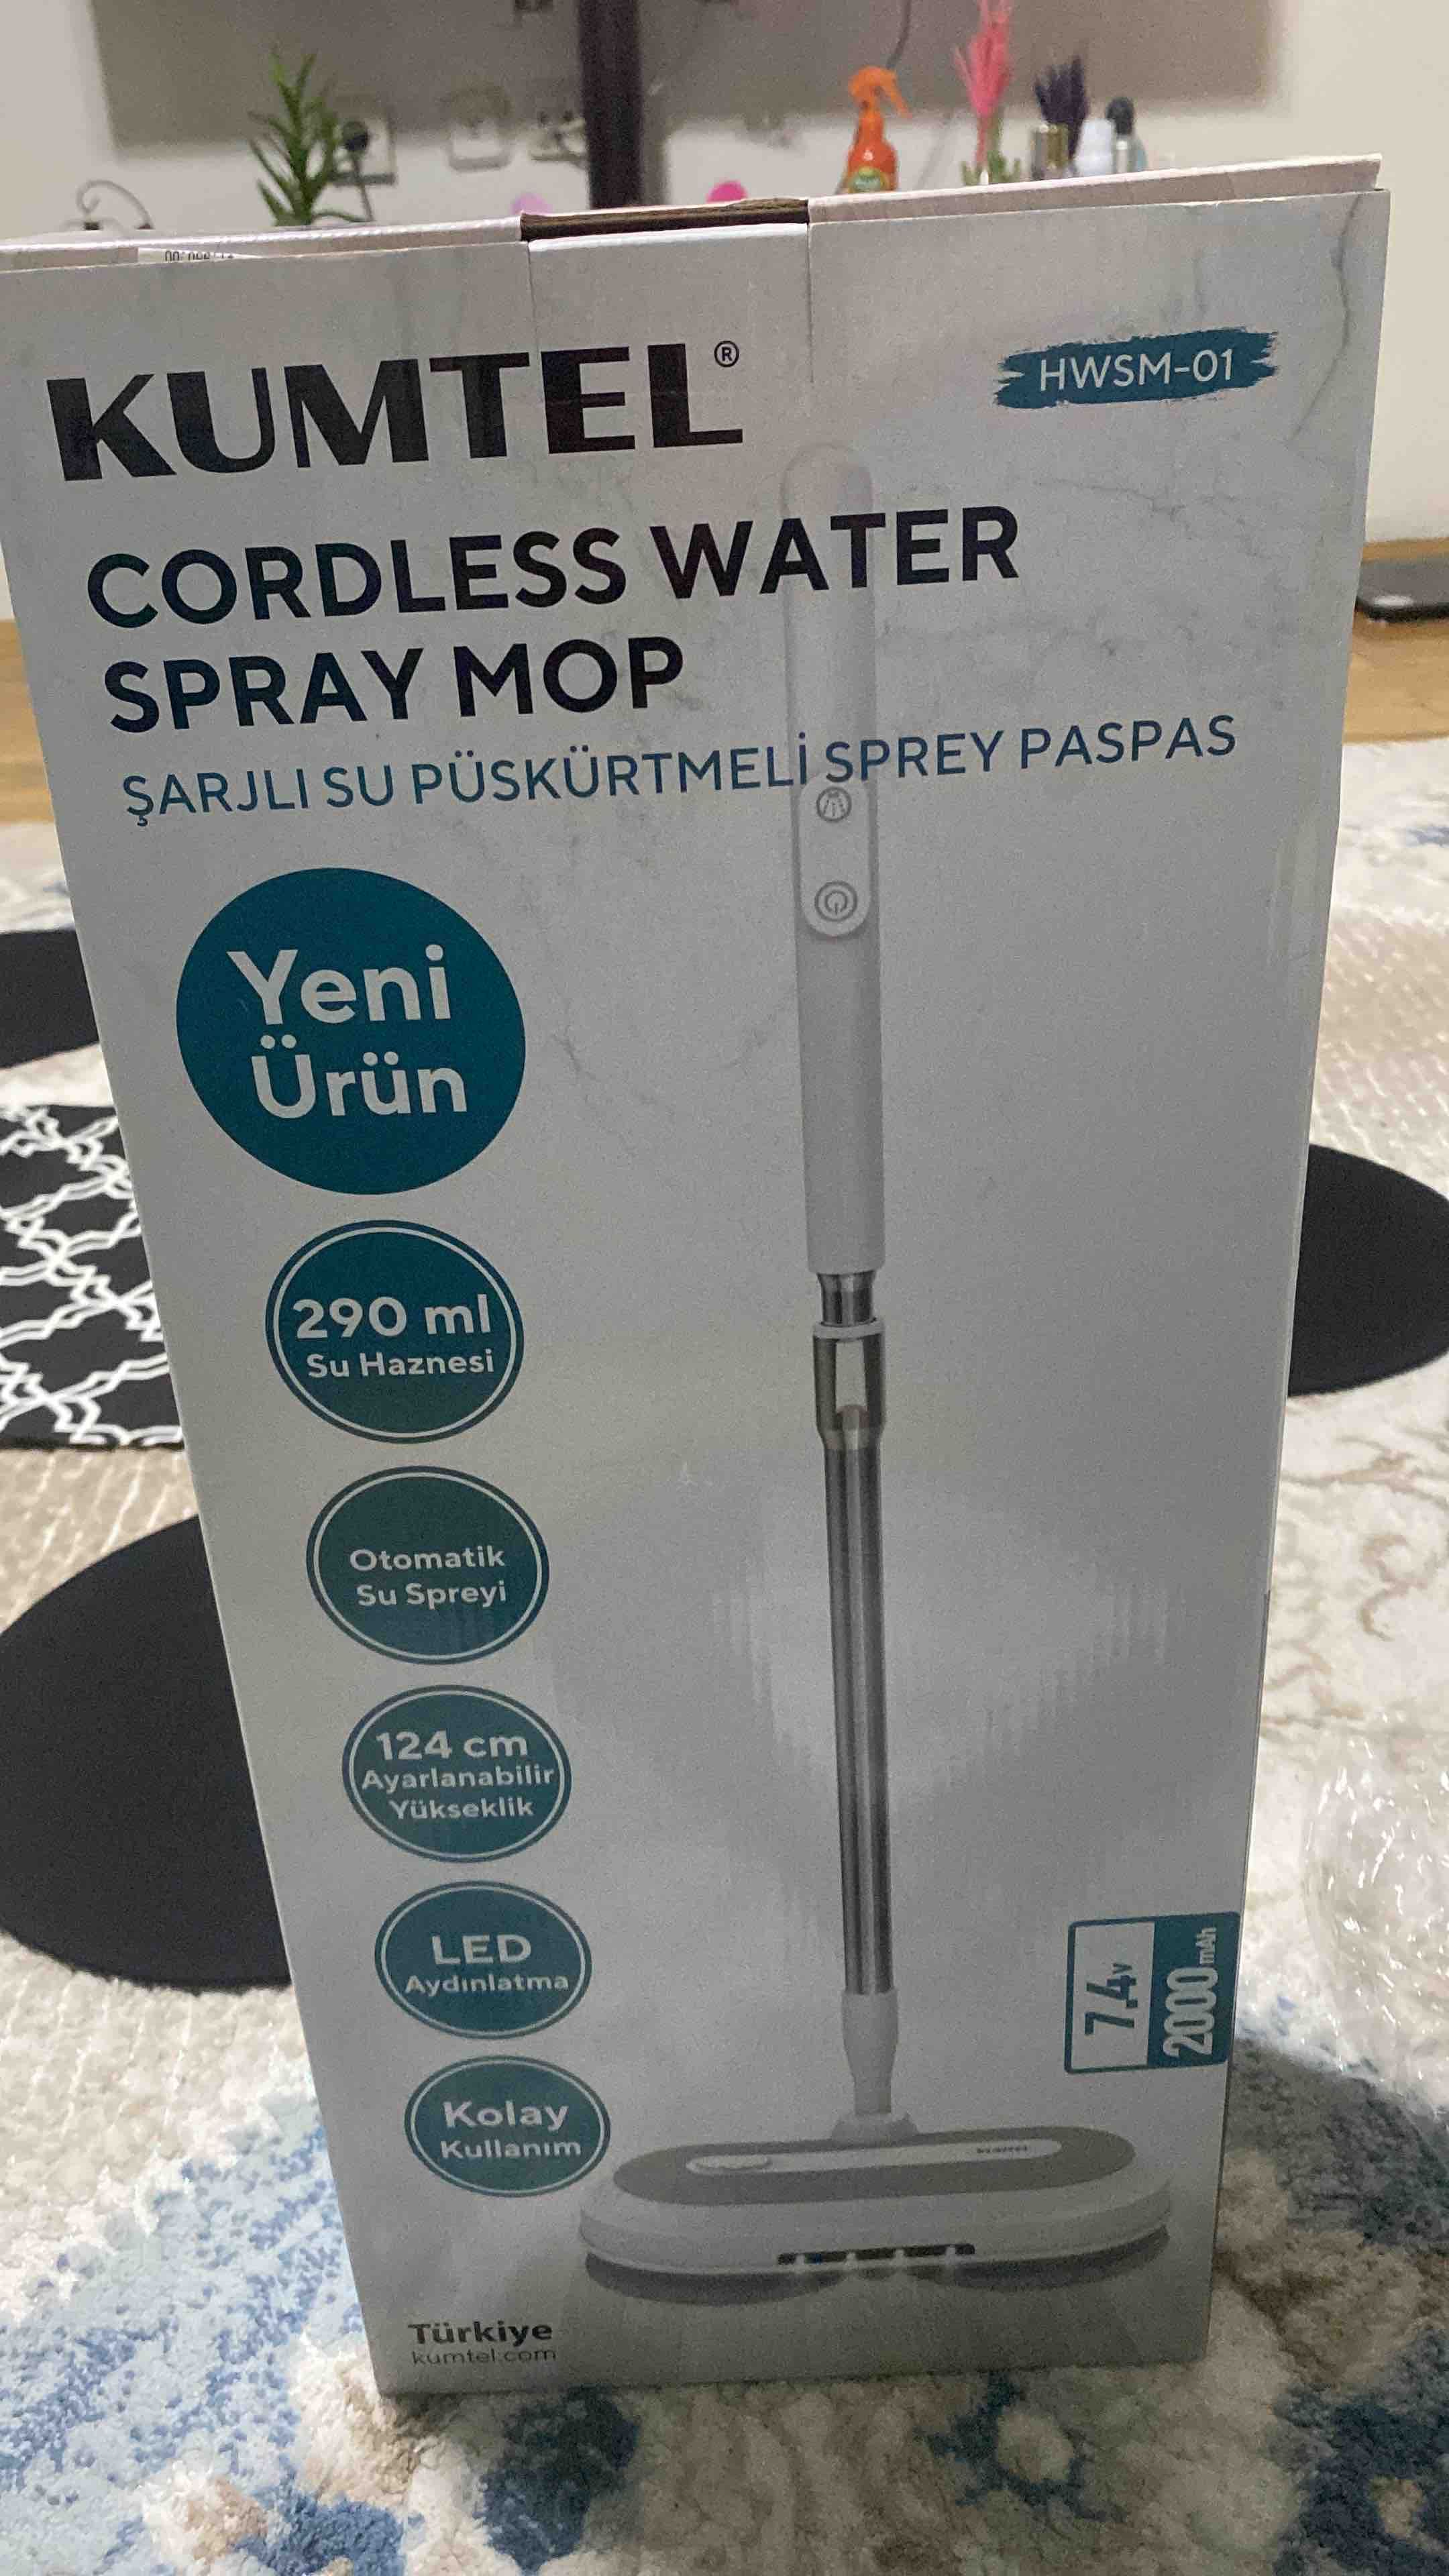 KUMTEL®
HWSM-01
CORDLESS WATER
SPRAY MOP
ŞARJLI SU PÜSKÜRTMELİ SPREY PASPAS
Yeni
Ürün
290 ml
Su Haznesi
Otomatik
Su Spreyi
124 cm
Ayarlanabilir
Yükseklik
LED
Aydınlatma
Kolay
Kullanım
7.4V
2000mAh
KUMTEL
Türkiye
kumtel.com